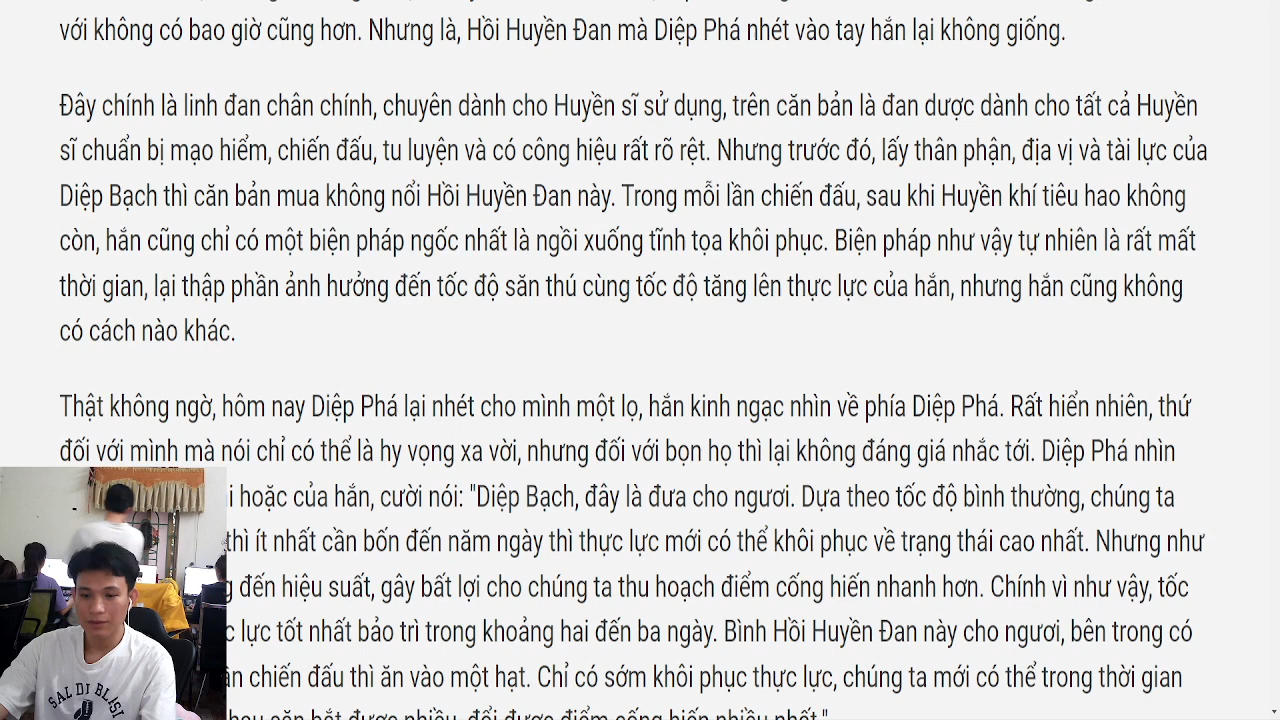 với không có bao giờ cũng hơn. Nhưng là, Hồi Huyền Đan mà Diệp Phá nhét vào tay hắn lại không giống.
Đây chính là linh đan chân chính, chuyên dành cho Huyền sĩ sử dụng, trên căn bản là đan dược dành cho tất cả Huyền
sĩ chuẩn bị mạo hiểm, chiến đấu, tu luyện và có công hiệu rất rõ rệt. Nhưng trước đó, lấy thân phận, địa vị và tài lực của
Diệp Bạch thì căn bản mua không nổi Hồi Huyền Đan này. Trong mỗi lần chiến đấu, sau khi Huyền khí tiêu hao không
còn, hắn cũng chỉ có một biện pháp ngốc nhất là ngồi xuống tĩnh tọa khôi phục. Biện pháp như vậy tự nhiên là rất mất
thời gian, lại thập phần ảnh hưởng đến tốc độ săn thú cùng tốc độ tăng lên thực lực của hắn, nhưng hắn cũng không
có cách nào khác.
Thật không ngờ, hôm nay Diệp Phá lại nhét cho mình một lọ, hắn kinh ngạc nhìn về phía Diệp Phá. Rất hiển nhiên, thứ
đối với mình mà nói chỉ có thể là hy vọng xa vời, nhưng đối với bọn họ thì lại không đáng giá nhắc tới. Diệp Phá nhìn
hoặc của hắn, cười nói: "Diệp Bạch, đây là đưa cho ngươi. Dựa theo tốc độ bình thường, chúng ta
thì ít nhất cần bốn đến năm ngày thì thực lực mới có thể khôi phục về trạng thái cao nhất. Nhưng như
đến hiệu suất, gây bất lợi cho chúng ta thu hoạch điểm cống hiến nhanh hơn. Chính vì như vậy, tốc
lực tốt nhất bảo trì trong khoảng hai đến ba ngày. Bình Hồi Huyền Đan này cho ngươi, bên trong có
chiến đấu thì ăn vào một hạt. Chỉ có sớm khôi phục thực lực, chúng ta mới có thể trong thời gian
săn bắt được nhiều, đổi được điểm cống hiến nhiều nhất."
SAL DI BLASI